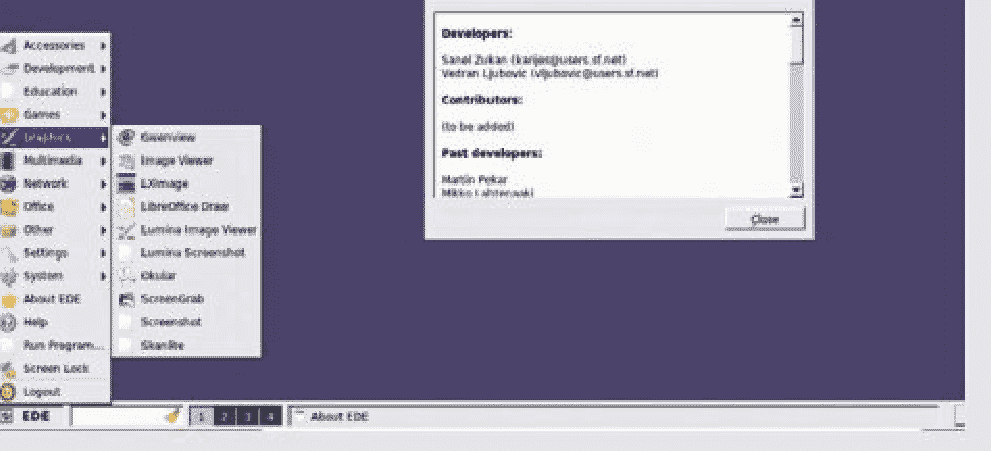 Accessories
Development
Education
Games
Graphics
Multimedia
Network
Office
Other
Settings
System
About EDE
Help
Run Program...
Screen Lock
Logout
Gwenview
Image Viewer
LXImage
LibreOffice Draw
Lumina Image Viewer
Lumina Screenshot
Okular
ScreenGrab
Screenshot
Skanlite
Developers:
Sanel Zukan (karijes@users.sf.net)
Vedran Ljubovic (vljubovic@users.sf.net)
Contributors:
(to be added)
Past developers:
Martin Pekar
Close
EDE
1 2 3 4
About EDE